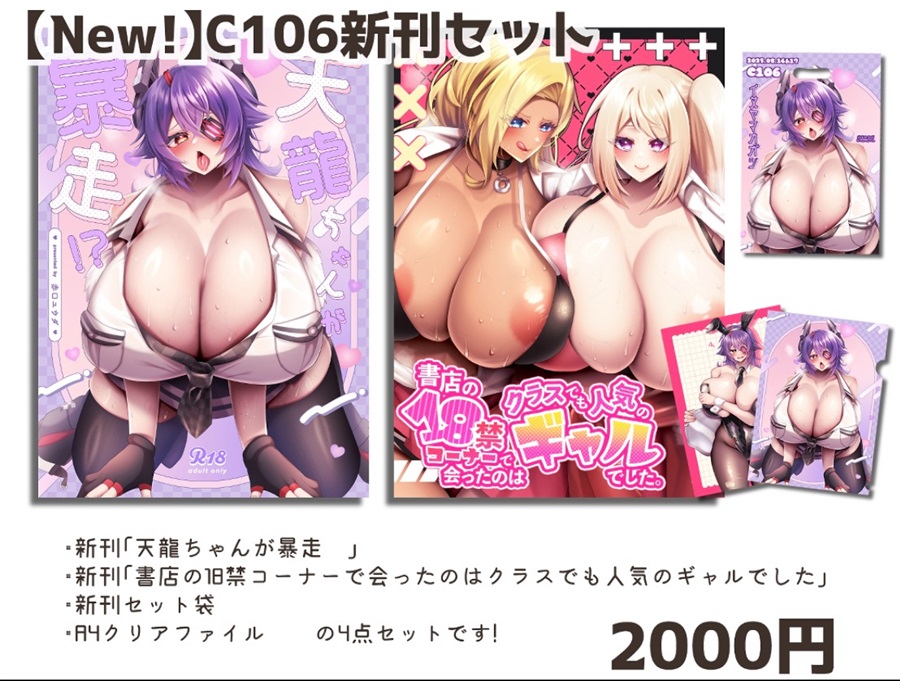 【New!】C106新刊セット
天龍ちゃんが
暴走!?
R18
adult only
書店の
18禁
コーナーで
会ったのは
クラスでも人気の
ギャル
でした。
C106
・新刊「天龍ちゃんが暴走　」
・新刊「書店の18禁コーナーで会ったのはクラスでも人気のギャルでした」
・新刊セット袋
・A4クリアファイル　　の4点セットです!
2000円